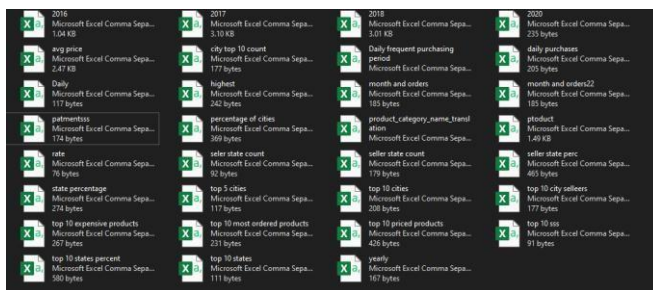 2016
Microsoft Excel Comma Sepa...
1.04 KB
2017
Microsoft Excel Comma Sepa...
3.10 KB
2018
Microsoft Excel Comma Sepa...
3.01 KB
2020
Microsoft Excel Comma Sepa...
235 bytes
avg price
Microsoft Excel Comma Sepa...
2.47 KB
city top 10 count
Microsoft Excel Comma Sepa...
177 bytes
Daily frequent purchasing
period
Microsoft Excel Comma Sepa...
daily purchases
Microsoft Excel Comma Sepa...
205 bytes
Daily
Microsoft Excel Comma Sepa...
117 bytes
highest
Microsoft Excel Comma Sepa...
242 bytes
month and orders
Microsoft Excel Comma Sepa...
185 bytes
month and orders22
Microsoft Excel Comma Sepa...
185 bytes
patmentsss
Microsoft Excel Comma Sepa...
174 bytes
percentage of cities
Microsoft Excel Comma Sepa...
369 bytes
product_category_name_transl
ation
Microsoft Excel Comma Sepa...
ptoduct
Microsoft Excel Comma Sepa...
1.49 KB
rate
Microsoft Excel Comma Sepa...
76 bytes
seler state count
Microsoft Excel Comma Sepa...
92 bytes
seller state count
Microsoft Excel Comma Sepa...
179 bytes
seller state perc
Microsoft Excel Comma Sepa...
465 bytes
state percentage
Microsoft Excel Comma Sepa...
274 bytes
top 5 cities
Microsoft Excel Comma Sepa...
117 bytes
top 10 cities
Microsoft Excel Comma Sepa...
208 bytes
top 10 city selleers
Microsoft Excel Comma Sepa...
177 bytes
top 10 expensive products
Microsoft Excel Comma Sepa...
267 bytes
top 10 most ordered products
Microsoft Excel Comma Sepa...
231 bytes
top 10 priced products
Microsoft Excel Comma Sepa...
426 bytes
top 10 sss
Microsoft Excel Comma Sepa...
91 bytes
top 10 states percent
Microsoft Excel Comma Sepa...
580 bytes
top 10 states
Microsoft Excel Comma Sepa...
111 bytes
yearly
Microsoft Excel Comma Sepa...
167 bytes